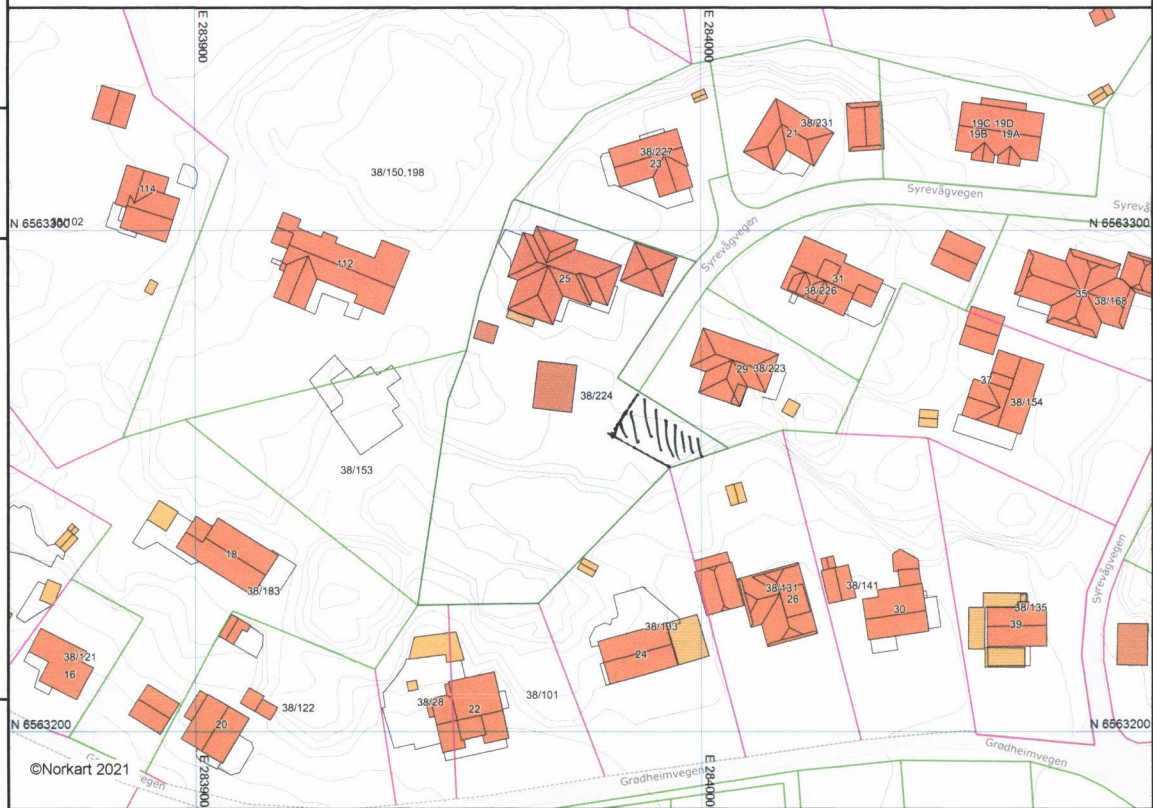 E 283900
E 284000
38/231
21
19C 19D
19B 19A
38/227
23
38/150,198
114
Syrevågvegen
N 6563300
38/102
N 6563300
Syrevågvegen
112
25
31
38/226
35
38/168
29 38/223
37
38/154
38/224
38/153
18
38/183
38/131
26
38/141
30
38/135
39
Syrevågvegen
38/121
16
24
38/101
38/28
22
38/122
20
N 6563200
N 6563200
Grødheimvegen
Grødheimvegen
©Norkart 2021
E 283900
E 284000